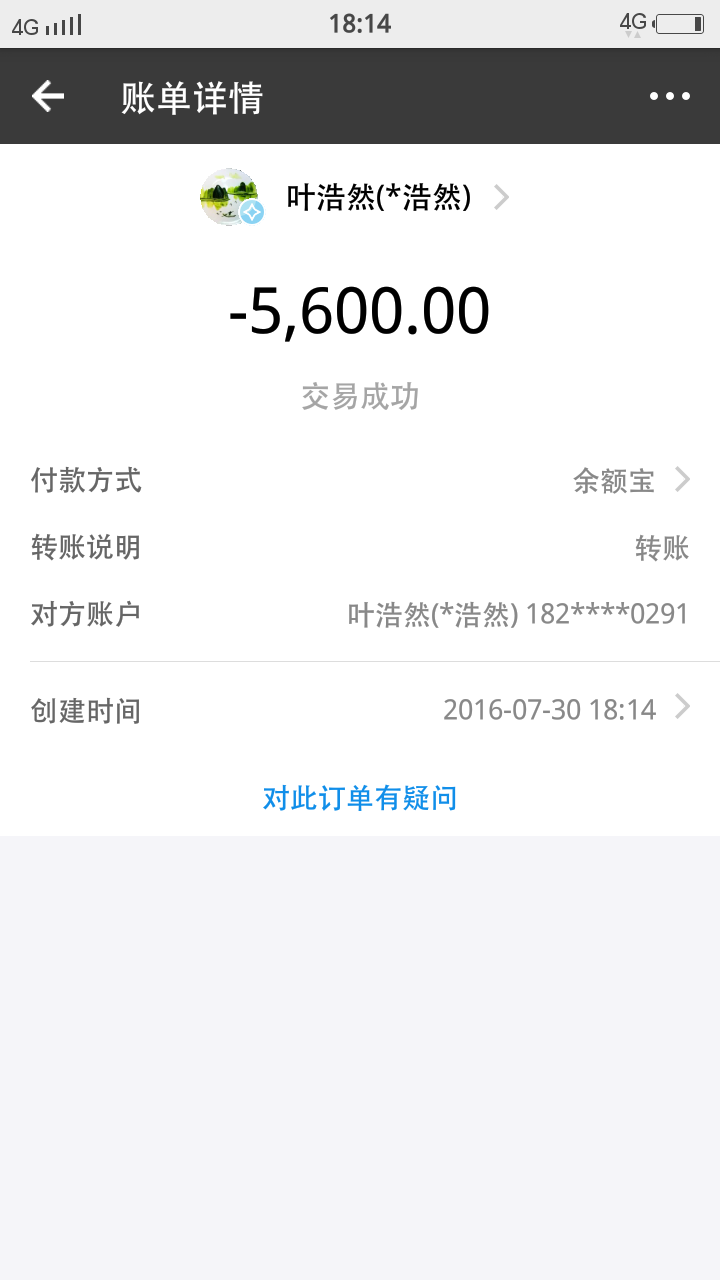 4G 18:14 4G
账单详情
叶浩然(*浩然)
-5,600.00
交易成功
付款方式 余额宝
转账说明 转账
对方账户 叶浩然(*浩然) 182****0291
创建时间 2016-07-30 18:14
对此订单有疑问